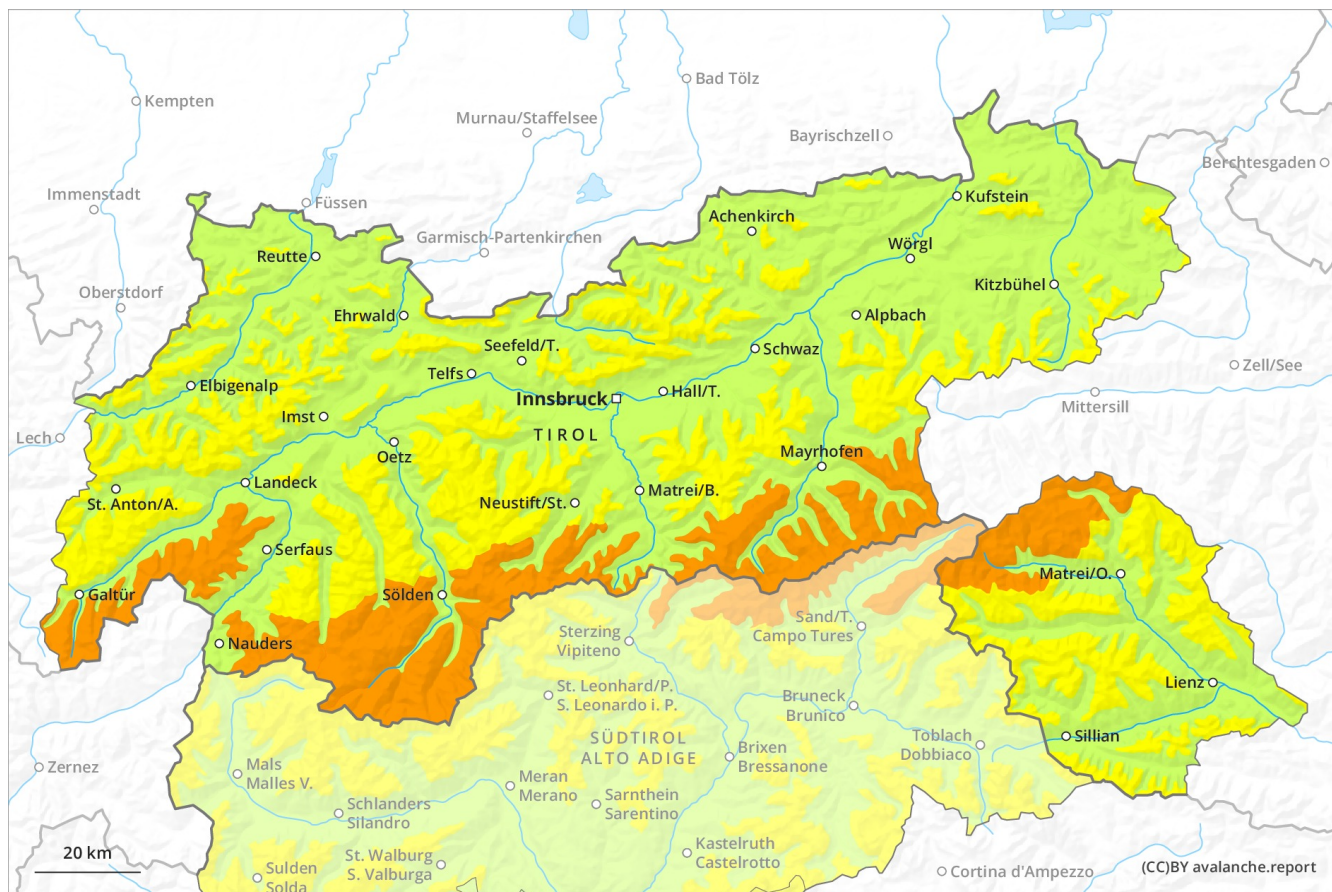 Bad Tölz
Kempten
Murnau/Staffelsee
Bayrischzell
Berchtesgaden
Immenstadt
Füssen
Kufstein
Achenkirch
Garmisch-Partenkirchen
Wörgl
Reutte
Kitzbühel
Oberstdorf
Ehrwald
Alpbach
Seefeld/T.
Schwaz
Zell/See
Telfs
Elbigenalp
Innsbruck
Hall/T.
Mittersill
Imst
Lech
TIROL
Oetz
Mayrhofen
Landeck
Matrei/B.
St. Anton/A.
Neustift/St.
Serfaus
Matrei/O.
Galtür
Sölden
Sand/T.
Campo Tures
Sterzing
Vipiteno
Nauders
Lienz
St. Leonhard/P.
S. Leonardo i. P.
Bruneck
Brunico
Sillian
SÜDTIROL
ALTO ADIGE
Toblach
Dobbiaco
Brixen
Bressanone
Zernez
Mals
Malles V.
Meran
Merano
Sarnthein
Sarentino
Schlanders
Silandro
20 km
St. Walburg
S. Valburga
Kastelruth
Castelrotto
Sulden
Solda
Cortina d'Ampezzo
(CC)BY avalanche.report